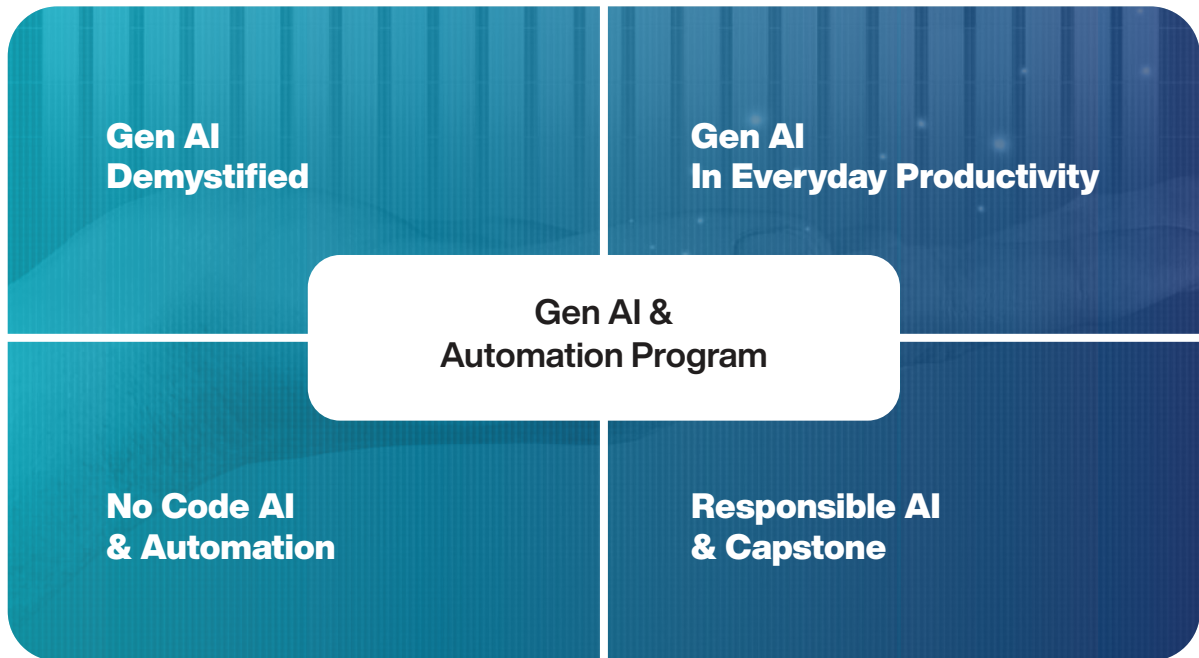 Gen AI
Demystified
Gen AI
In Everyday Productivity
Gen AI &
Automation Program
No Code AI
& Automation
Responsible AI
& Capstone